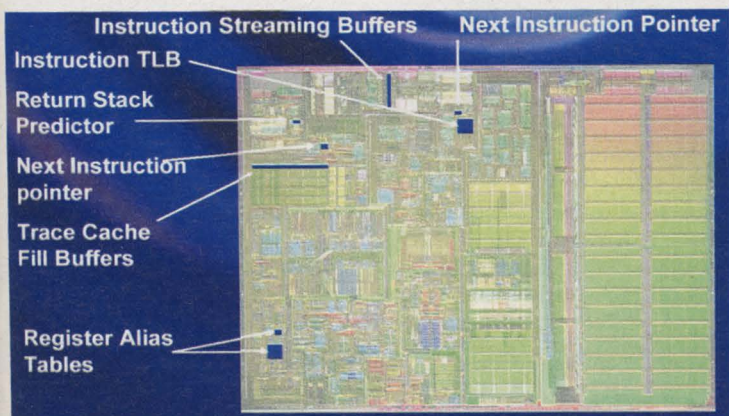 Instruction Streaming Buffers
Next Instruction Pointer
Instruction TLB
Return Stack
Predictor
Next Instruction
pointer
Trace Cache
Fill Buffers
Register Alias
Tables